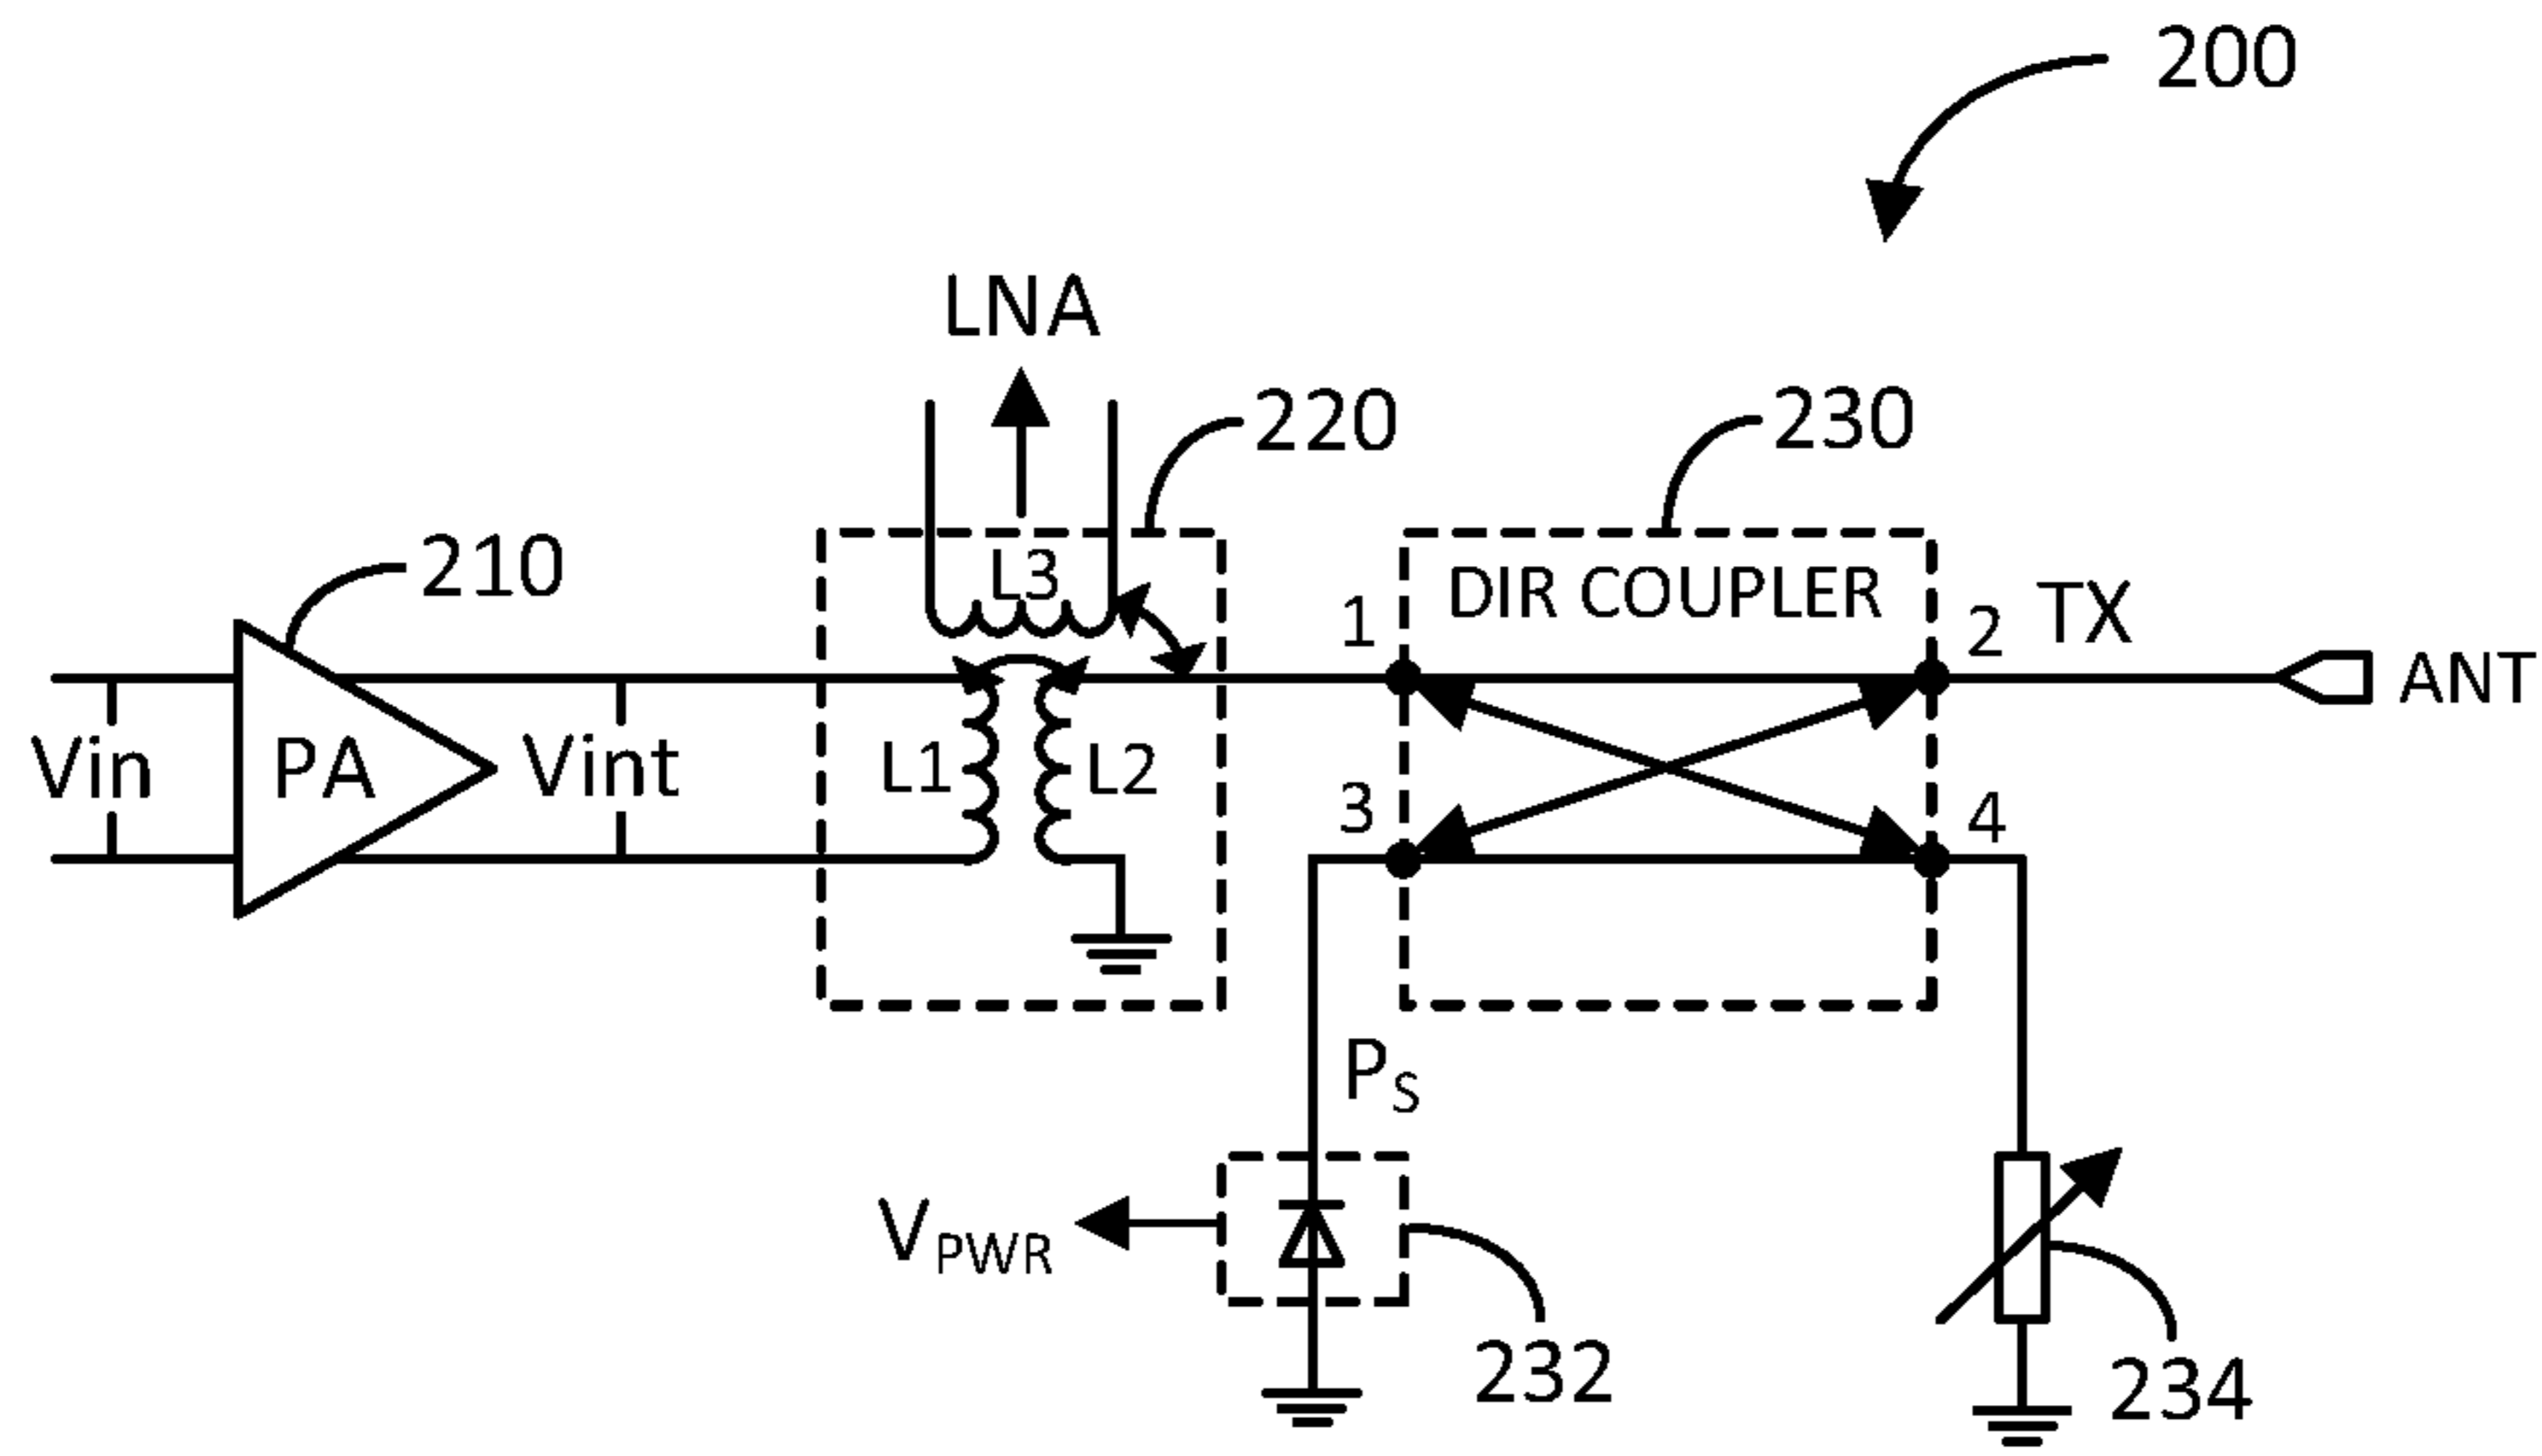 200
LNA
220
230
210
L3
DIR COUPLER
1
2
TX
ANT
Vin
PA
Vint
L1
L2
3
4
PS
VPWR
232
234